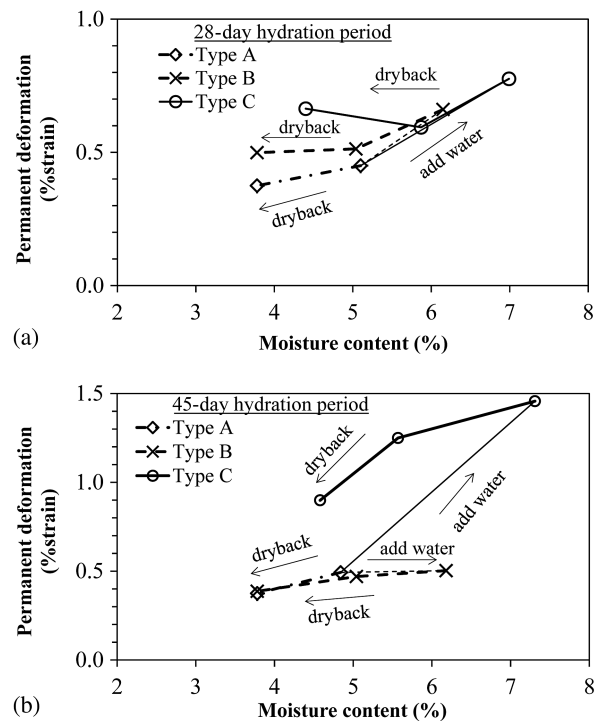 28-day hydration period
Type A
Type B
Type C
dryback
dryback
add water
dryback
Permanent deformation
(%strain)
1.0
0.5
0.0
2 3 4 5 6 7 8
Moisture content (%)
(a)
45-day hydration period
Type A
Type B
Type C
dryback
add water
dryback
add water
dryback
Permanent deformation
(%strain)
1.5
1.0
0.5
0.0
2 3 4 5 6 7 8
Moisture content (%)
(b)